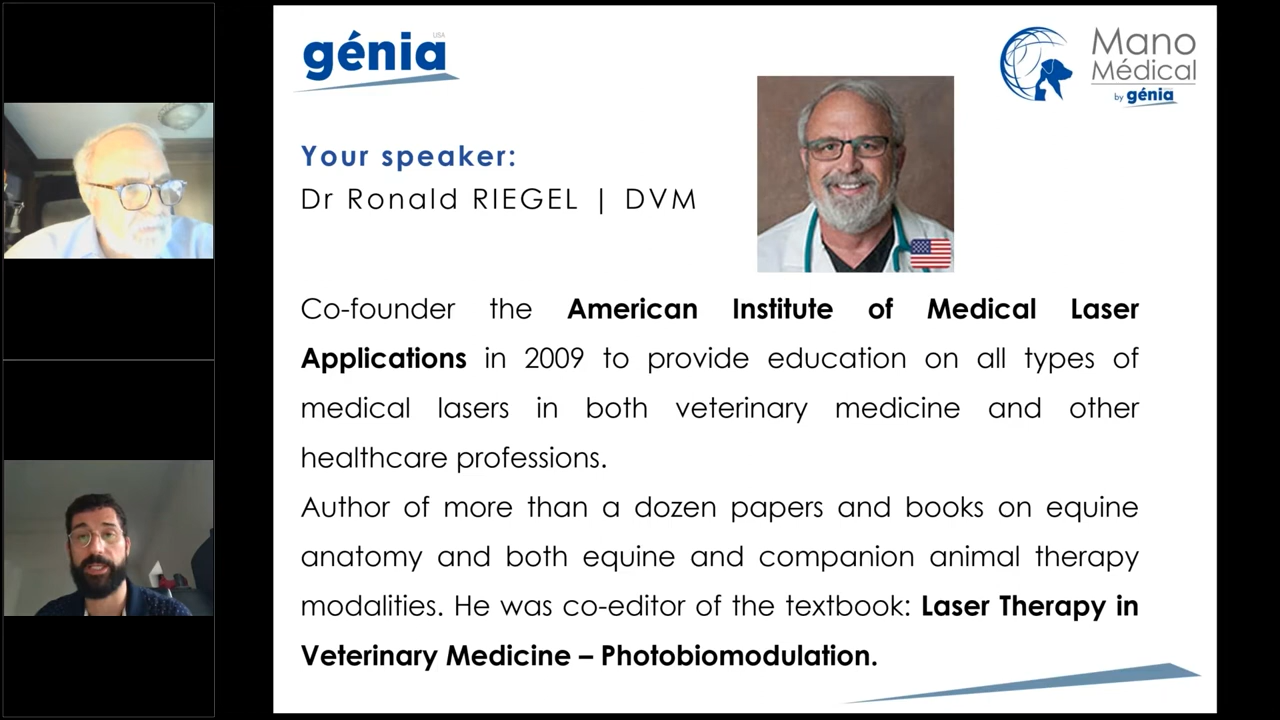 génia
USA
Mano
Médical
by génia
Your speaker:
Dr Ronald RIEGEL | DVM
Co-founder the American Institute of Medical Laser
Applications in 2009 to provide education on all types of
medical lasers in both veterinary medicine and other
healthcare professions.
Author of more than a dozen papers and books on equine
anatomy and both equine and companion animal therapy
modalities. He was co-editor of the textbook: Laser Therapy in
Veterinary Medicine – Photobiomodulation.